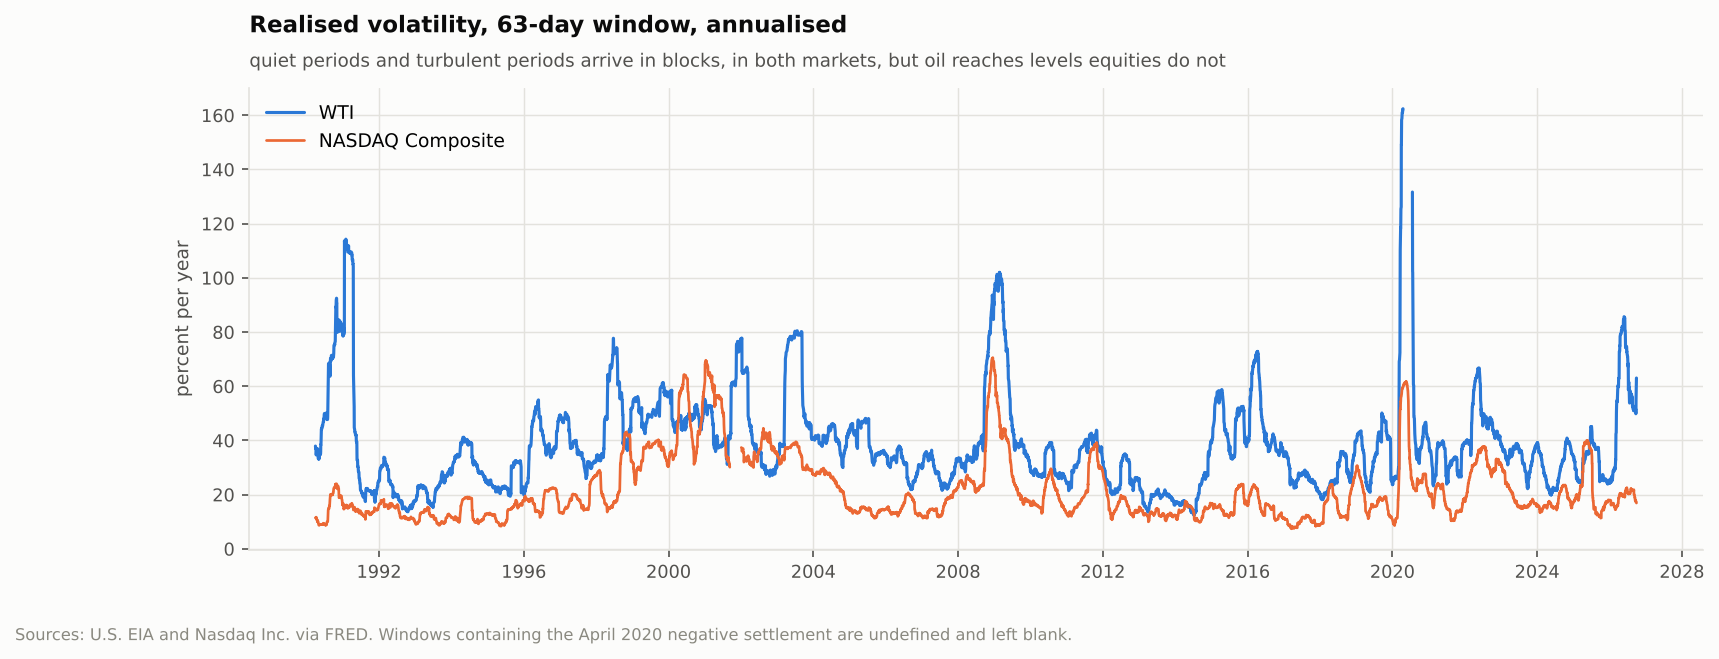 Realised volatility, 63-day window, annualised
quiet periods and turbulent periods arrive in blocks, in both markets, but oil reaches levels equities do not
WTI
NASDAQ Composite
percent per year
160
140
120
100
80
60
40
20
0
1992 1996 2000 2004 2008 2012 2016 2020 2024 2028
Sources: U.S. EIA and Nasdaq Inc. via FRED. Windows containing the April 2020 negative settlement are undefined and left blank.